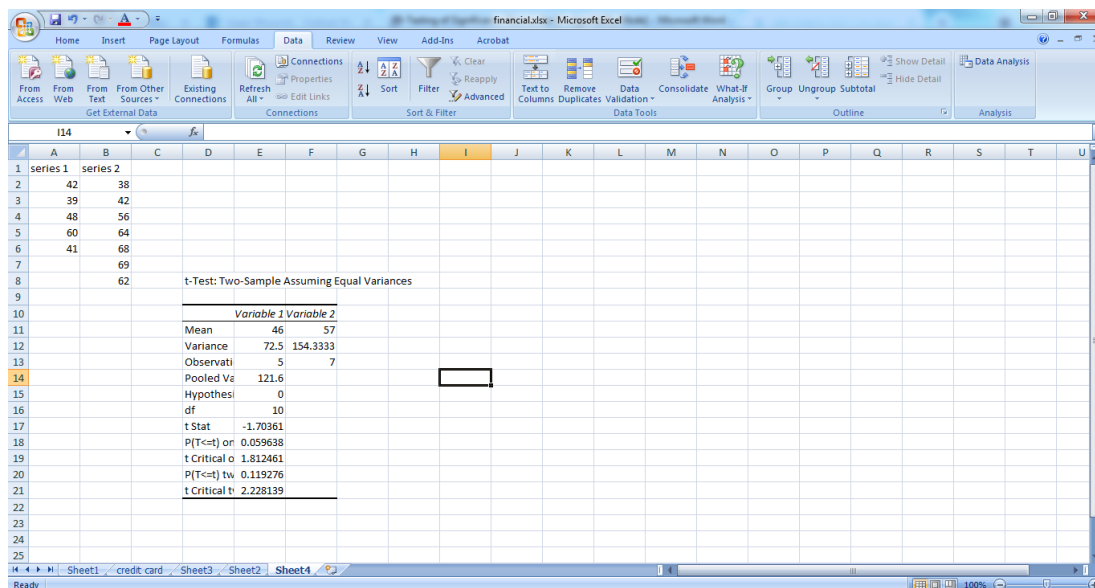 financial.xlsx - Microsoft Excel
Home Insert Page Layout Formulas Data Review View Add-Ins Acrobat
From Access
From Web
From Text
From Other Sources
Existing Connections
Get External Data
Refresh All
Connections
Properties
Edit Links
Connections
Sort
Filter
Clear
Reapply
Advanced
Sort & Filter
Text to Columns
Remove Duplicates
Data Validation
Consolidate
What-If Analysis
Data Tools
Group
Ungroup
Subtotal
Show Detail
Hide Detail
Outline
Data Analysis
Analysis
I14 fx
A B C D E F G H I J K L M N O P Q R S T U
1 series 1 series 2
2 42 38
3 39 42
4 48 56
5 60 64
6 41 68
7 69
8 62 t-Test: Two-Sample Assuming Equal Variances
9
10 Variable 1 Variable 2
11 Mean 46 57
12 Variance 72.5 154.3333
13 Observati 5 7
14 Pooled Va 121.6
15 Hypothesi 0
16 df 10
17 t Stat -1.70361
18 P(T<=t) on 0.059638
19 t Critical o 1.812461
20 P(T<=t) tw 0.119276
21 t Critical tv 2.228139
22
23
24
25
Sheet1 credit card Sheet3 Sheet2 Sheet4
Ready 100%